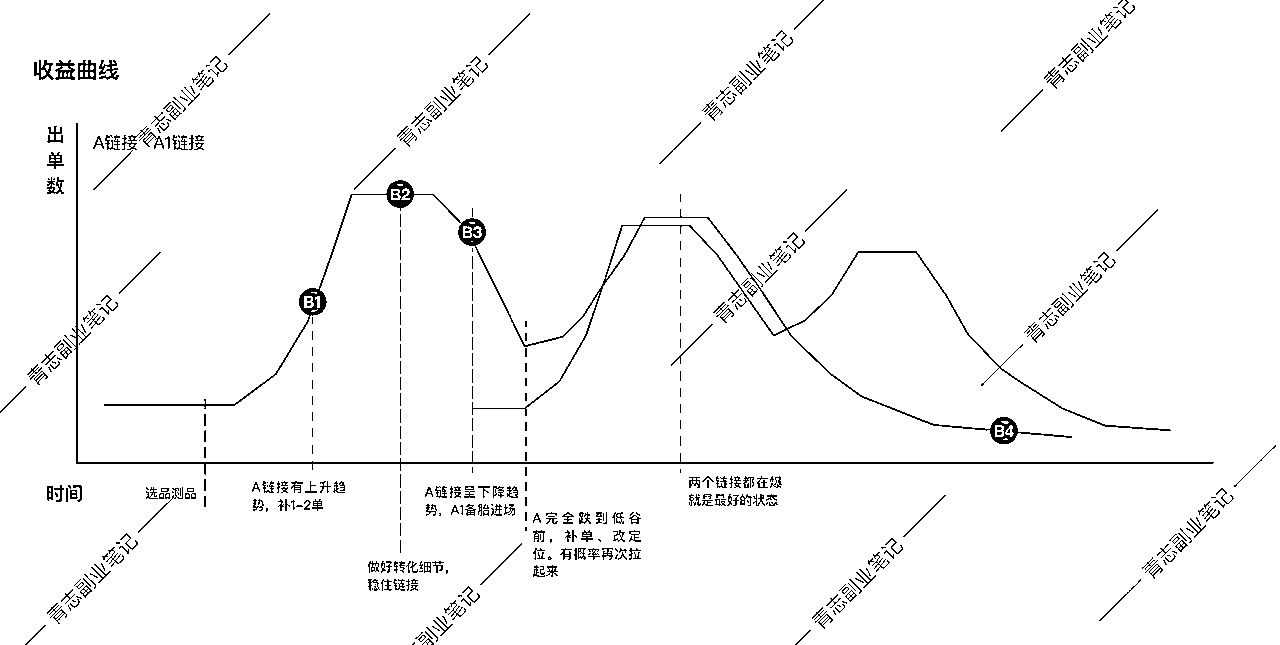 收益曲线
出
单
数
A链接 A1链接
B1
B2
B3
B4
时间
选品测品
A链接有上升趋
势，补1-2单
做好转化细节，
稳住链接
A链接呈下降趋
势，A1备胎进场
A完全跌到低谷
前，补单、改定
位。有概率再次拉
起来
两个链接都在爆
就是最好的状态
青志副业笔记
青志副业笔记
青志副业笔记
青志副业笔记
青志副业笔记
青志副业笔记
青志副业笔记
青志副业笔记
副业笔记
青志副业笔记
青志副业笔记